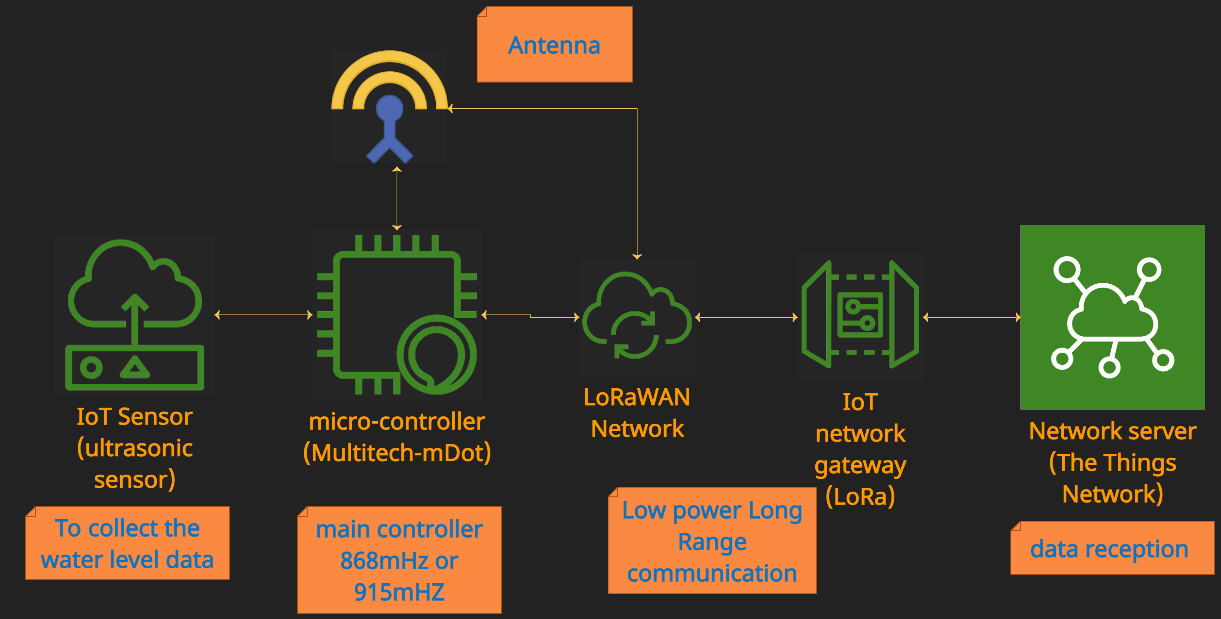 Antenna
IoT Sensor
(ultrasonic
sensor)
micro-controller
(Multitech-mDot)
LoRaWAN
Network
IoT
network
gateway
(LoRa)
Network server
(The Things
Network)
To collect the
water level data
main controller
868mHz or
915mHZ
Low power Long
Range
communication
data reception